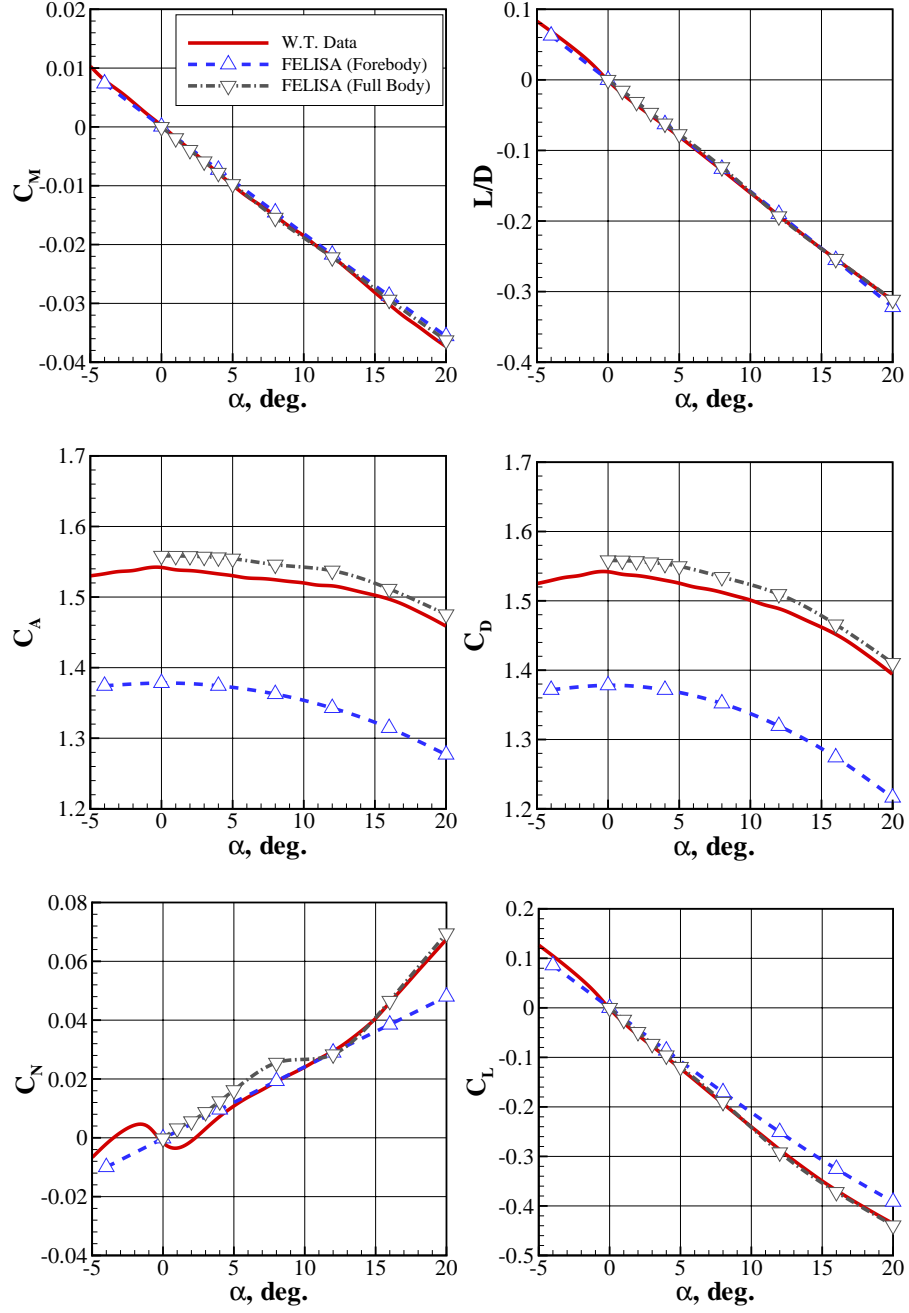 0.02
0.01
0
-0.01
-0.02
-0.03
-0.04
C_M
W.T. Data
FELISA (Forebody)
FELISA (Full Body)
-5 0 5 10 15 20
α, deg.
0.1
0
-0.1
-0.2
-0.3
-0.4
L/D
-5 0 5 10 15 20
α, deg.
1.7
1.6
1.5
1.4
1.3
1.2
C_A
-5 0 5 10 15 20
α, deg.
1.7
1.6
1.5
1.4
1.3
1.2
C_D
-5 0 5 10 15 20
α, deg.
0.08
0.06
0.04
0.02
0
-0.02
-0.04
C_N
-5 0 5 10 15 20
α, deg.
0.2
0.1
0
-0.1
-0.2
-0.3
-0.4
-0.5
C_L
-5 0 5 10 15 20
α, deg.